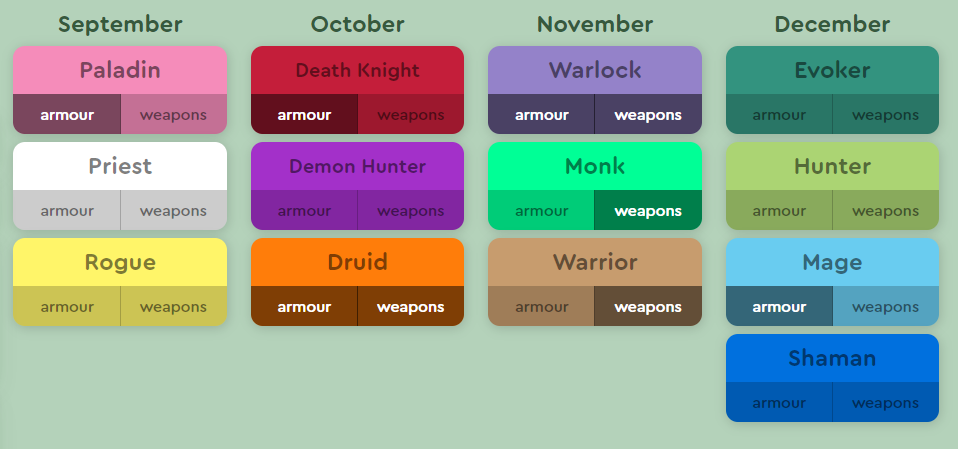 September
Paladin
armour weapons
Priest
armour weapons
Rogue
armour weapons
October
Death Knight
armour weapons
Demon Hunter
armour weapons
Druid
armour weapons
November
Warlock
armour weapons
Monk
armour weapons
Warrior
armour weapons
December
Evoker
armour weapons
Hunter
armour weapons
Mage
armour weapons
Shaman
armour weapons